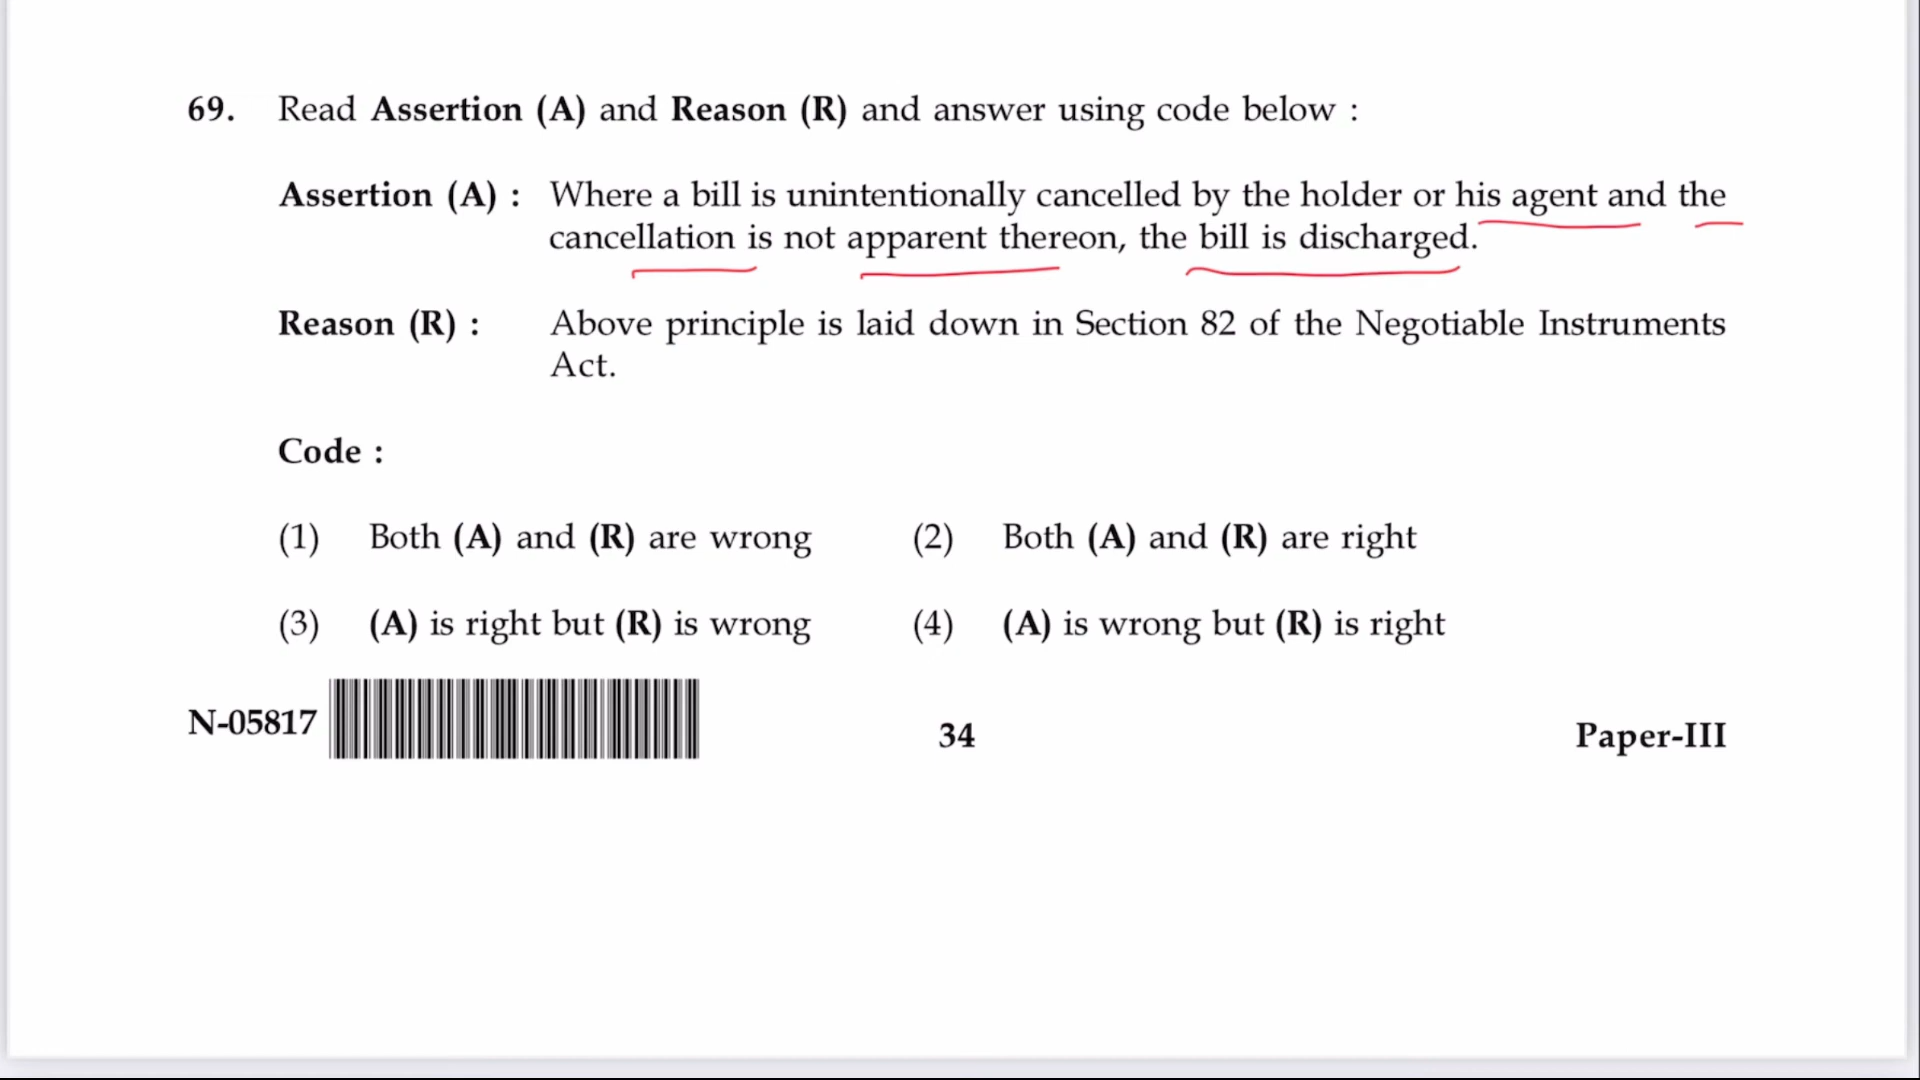 69. Read Assertion (A) and Reason (R) and answer using code below :
Assertion (A) : Where a bill is unintentionally cancelled by the holder or his agent and the
cancellation is not apparent thereon, the bill is discharged.
Reason (R) : Above principle is laid down in Section 82 of the Negotiable Instruments
Act.
Code :
(1) Both (A) and (R) are wrong (2) Both (A) and (R) are right
(3) (A) is right but (R) is wrong (4) (A) is wrong but (R) is right
N-05817 34 Paper-III